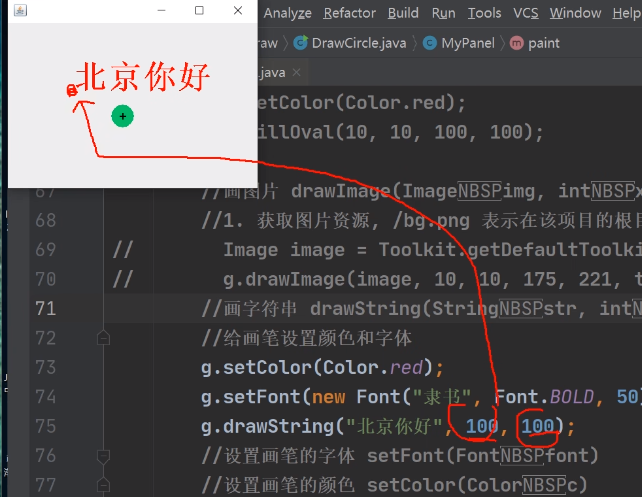 Analyze Refactor Build Run Tools VCS Window Help
DrawCircle.java MyPanel paint
.java
北京你好
etColor(Color.red);
illOval(10, 10, 100, 100);
67 //画图片 drawImage(ImageNBSPimg, intNBSPx
68 //1. 获取图片资源, /bg.png 表示在该项目的根目
69 // Image image = Toolkit.getDefaultToolki
70 // g.drawImage(image, 10, 10, 175, 221, t
71 //画字符串 drawString(StringNBSPstr, intN
72 //给画笔设置颜色和字体
73 g.setColor(Color.red);
74 g.setFont(new Font("隶书", Font.BOLD, 50)
75 g.drawString("北京你好", 100, 100);
76 //设置画笔的字体 setFont(FontNBSPfont)
77 //设置画笔的颜色 setColor(ColorNBSPc)